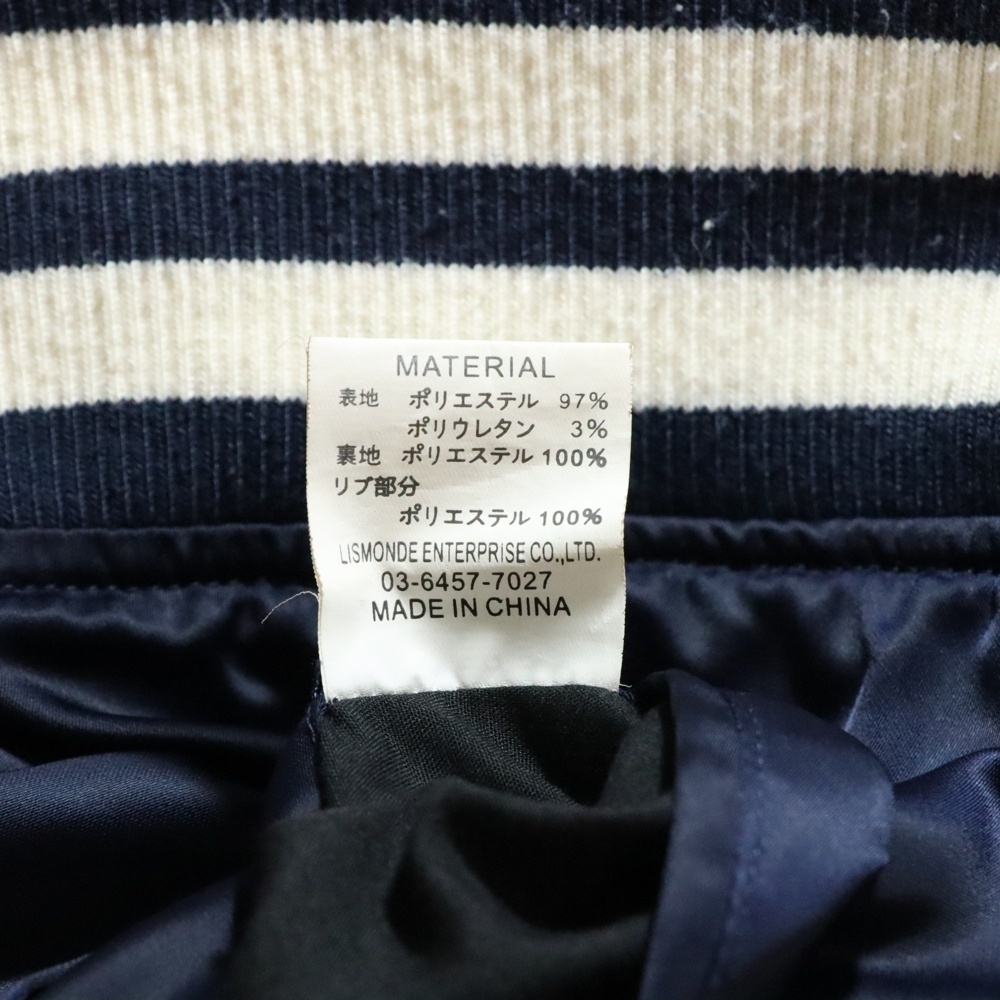 MATERIAL
表地 ポリエステル 97%
ポリウレタン 3%
裏地 ポリエステル 100%
リブ部分
ポリエステル 100%
LISMONDE ENTERPRISE CO.,LTD.
03-6457-7027
MADE IN CHINA